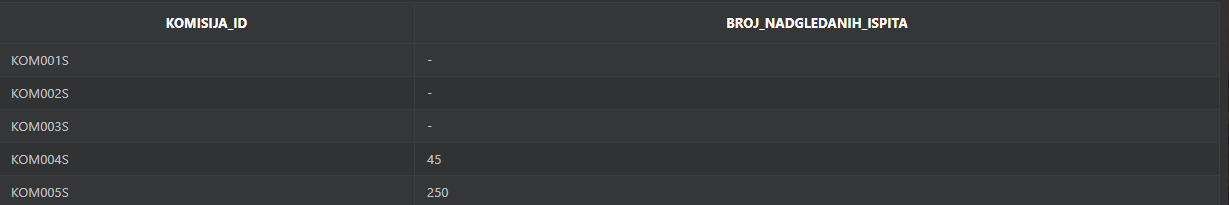 KOMISIJA_ID BROJ_NADGLEDANIH_ISPITA
KOM001S -
KOM002S -
KOM003S -
KOM004S 45
KOM005S 250